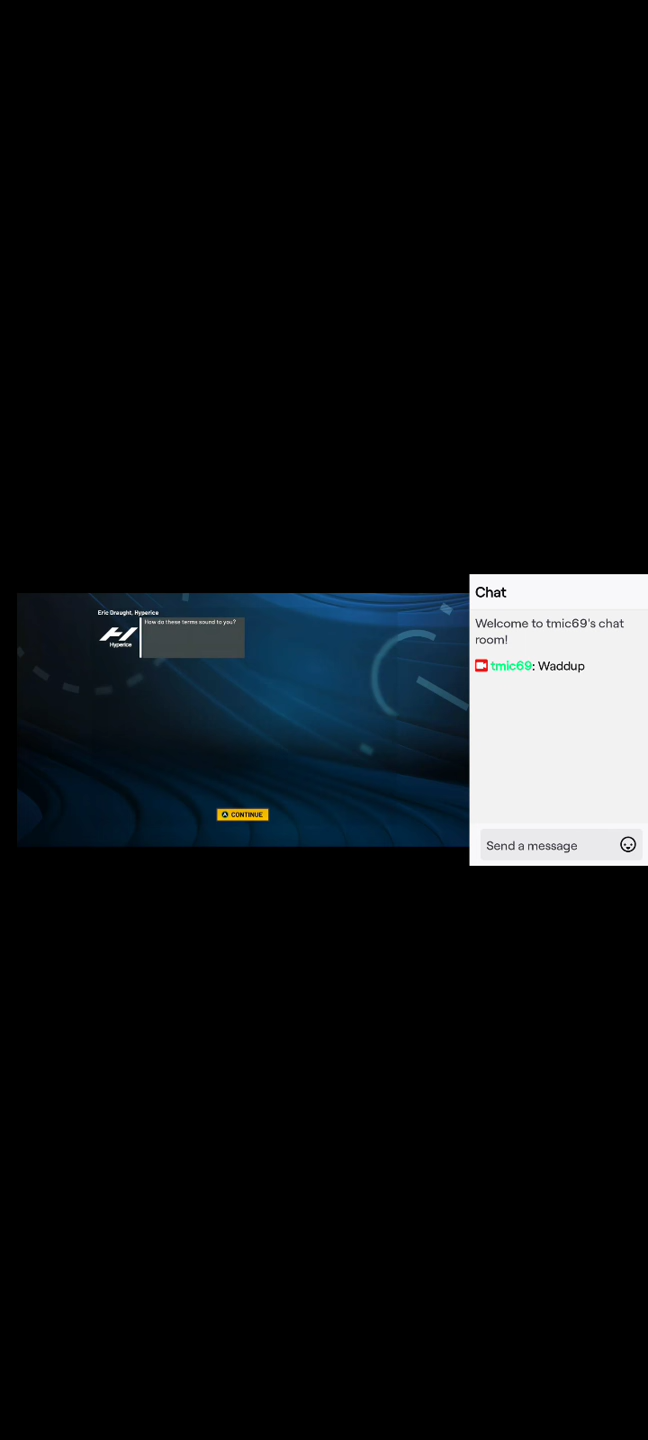 Eric Draught, Hyperice
How do these terms sound to you?
Hyperice
A CONTINUE
Chat
Welcome to tmic69's chat
room!
tmic69: Waddup
Send a message